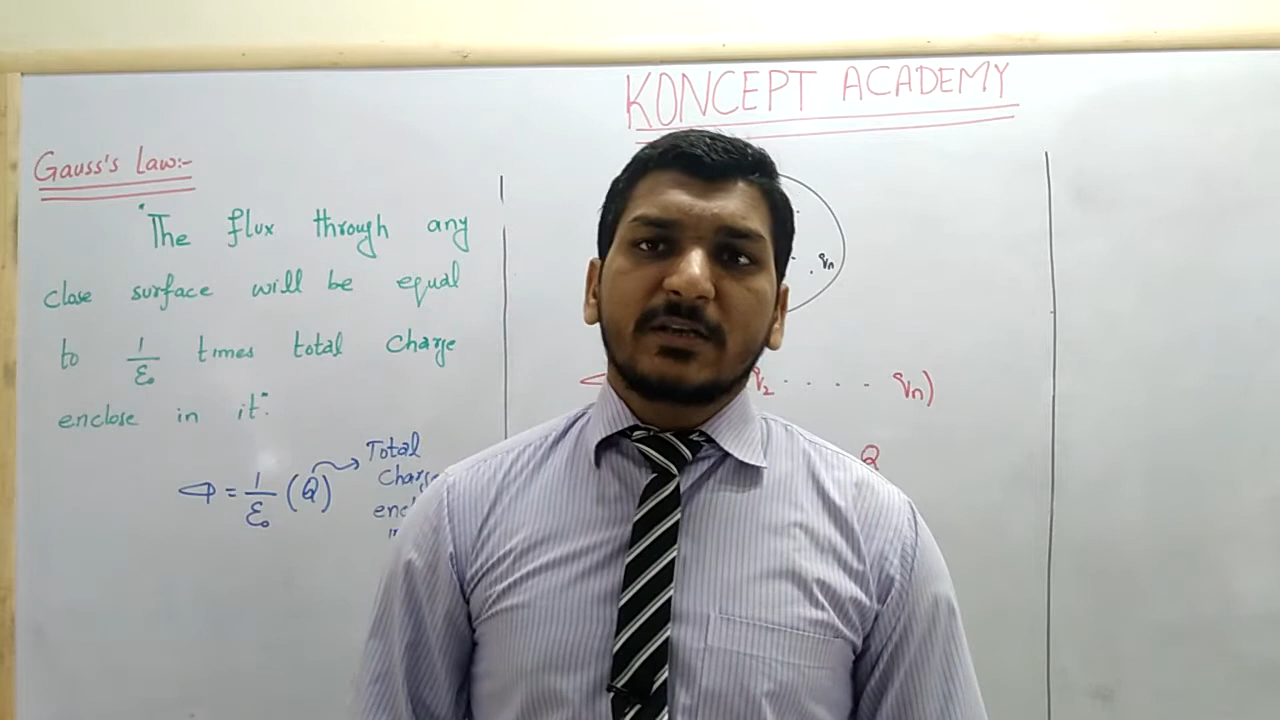 KONCEPT ACADEMY
Gauss's Law:-
"The flux through any
close surface will be equal
to 1/ε₀ times total charge
enclose in it".
Φ = 1/ε₀ (Q) → Total
qₙ
q₂ . . . . qₙ)
Q